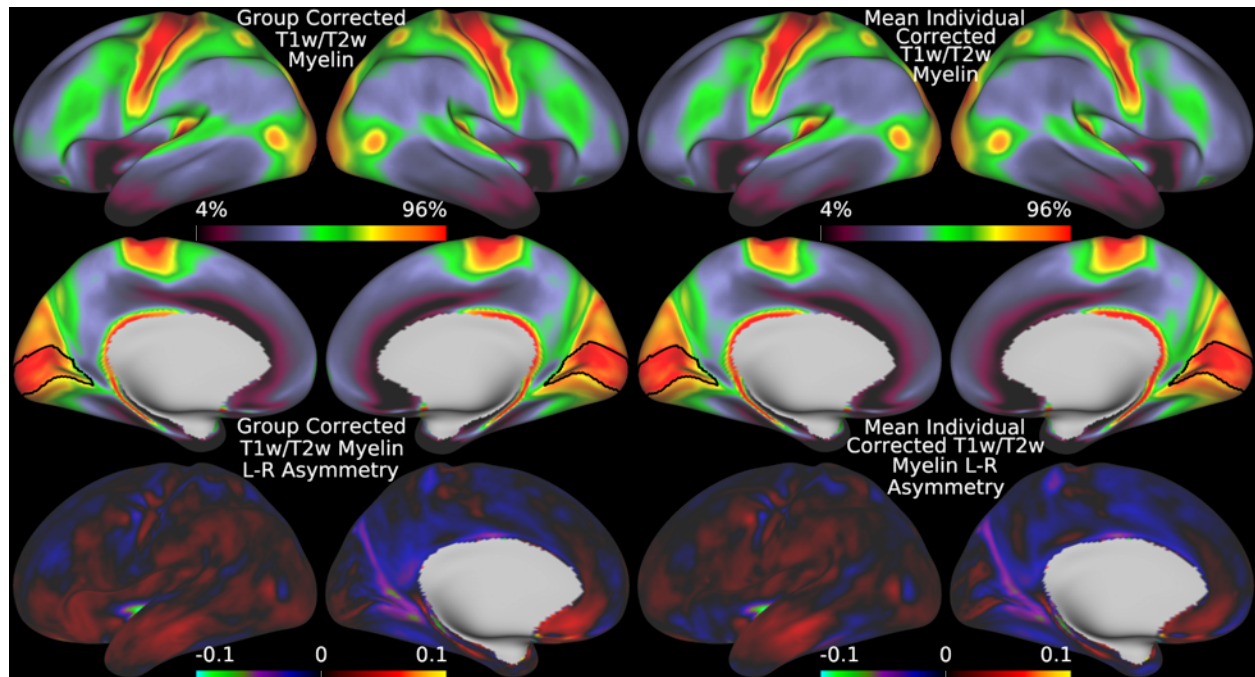 Group Corrected
T1w/T2w
Myelin
Mean Individual
Corrected
T1w/T2w
Myelin
4%
96%
4%
96%
Group Corrected
T1w/T2w Myelin
L-R Asymmetry
Mean Individual
Corrected T1w/T2w
Myelin L-R
Asymmetry
-0.1
0
0.1
-0.1
0
0.1